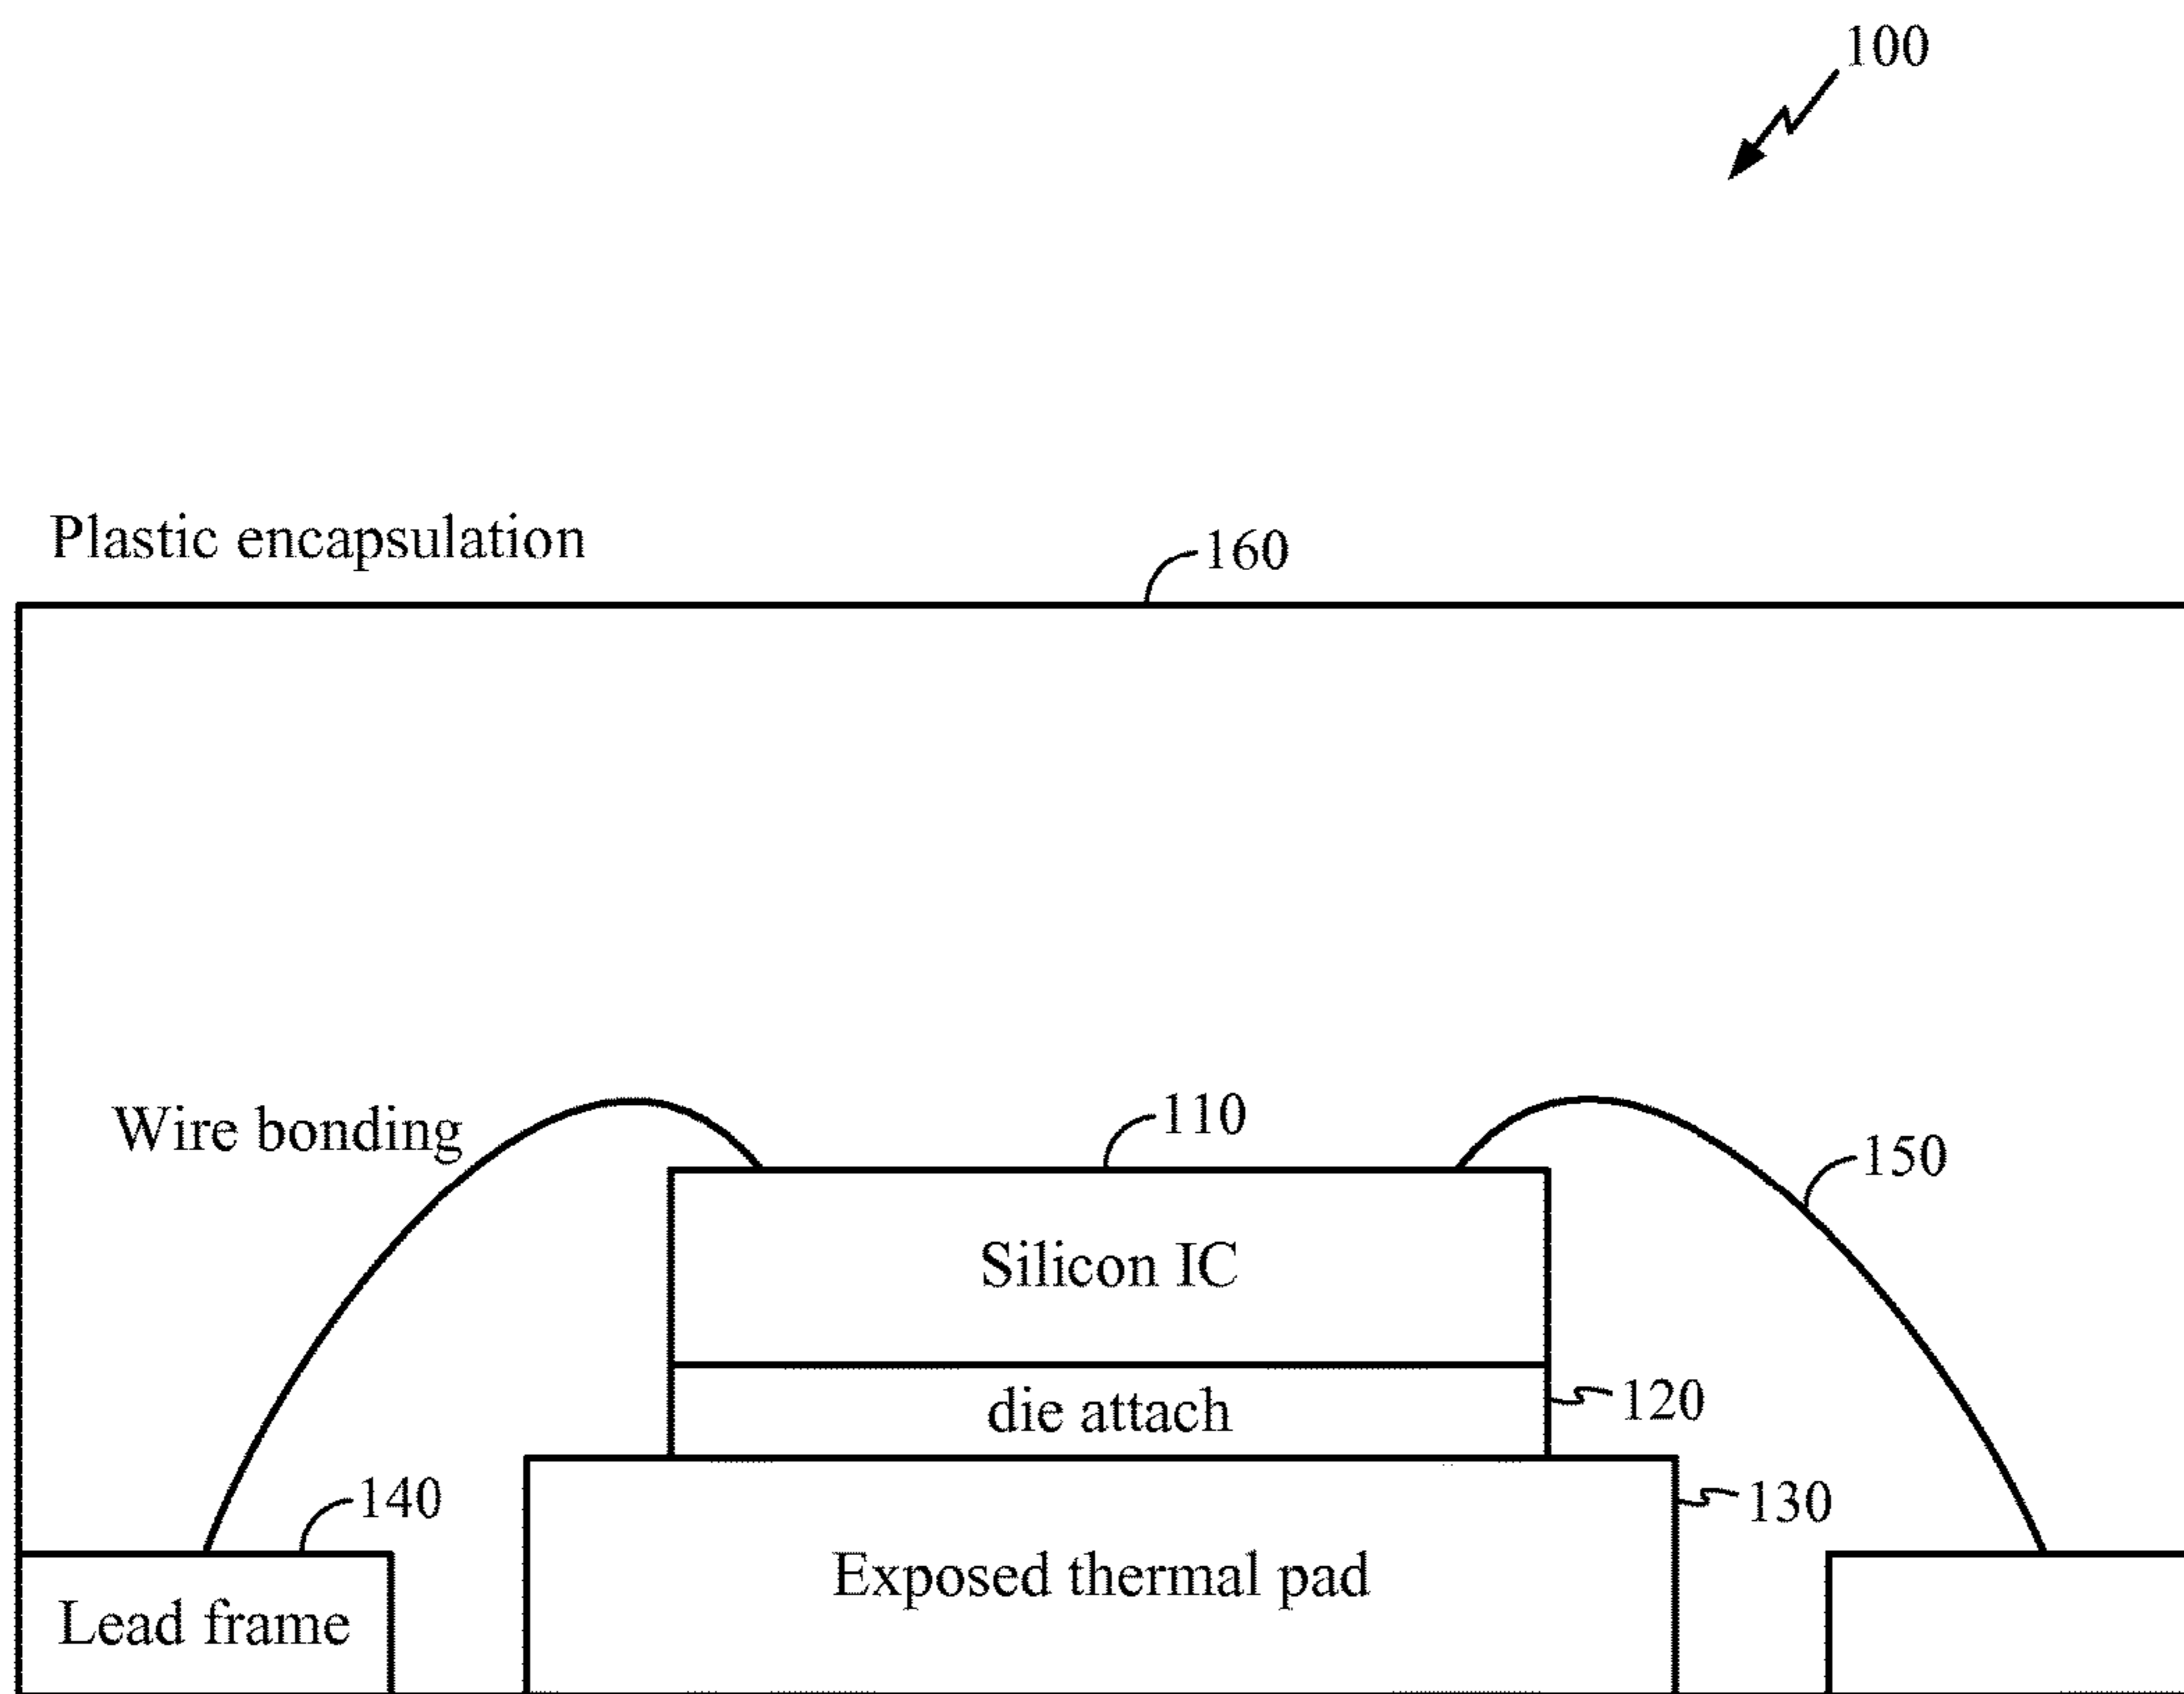 100
Plastic encapsulation
160
Wire bonding
110
150
Silicon IC
die attach
120
140
130
Exposed thermal pad
Lead frame